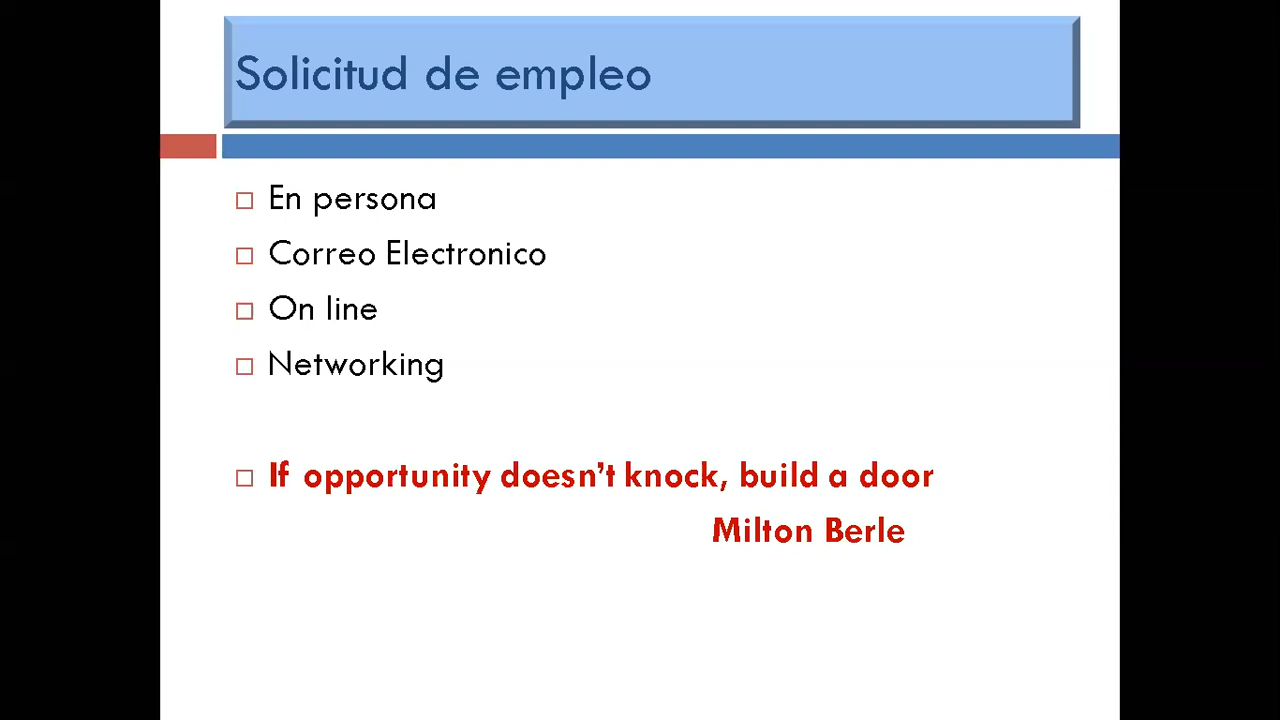 Solicitud de empleo
En persona
Correo Electronico
On line
Networking
If opportunity doesn't knock, build a door
Milton Berle